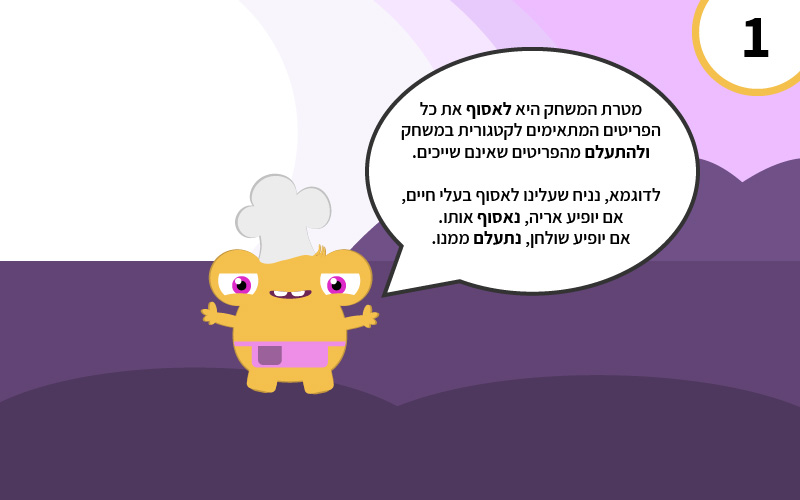 1
מטרת המשחק היא לאסוף את כל
הפריטים המתאימים לקטגורית במשחק
ולהתעלם מהפריטים שאינם שייכים.
לדוגמא, נניח שעלינו לאסוף בעלי חיים,
אם יופיע אריה, נאסוף אותו.
אם יופיע שולחן, נתעלם ממנו.